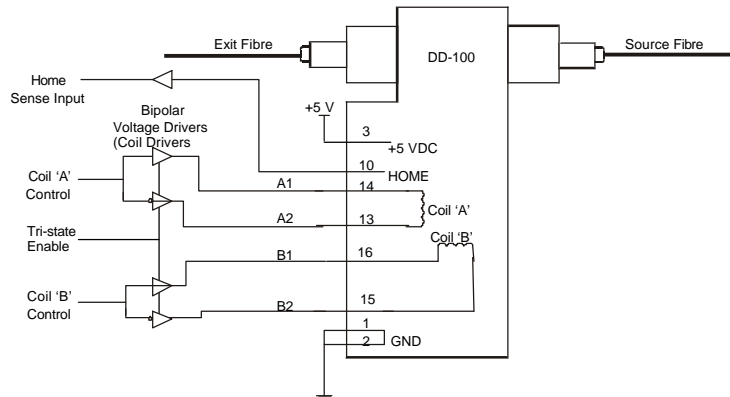 Exit Fibre
DD-100
Source Fibre
Home
Sense Input
+5 V
Bipolar
Voltage Drivers
(Coil Drivers
3
+5 VDC
10
HOME
Coil ‘A’
Control
A1
14
Coil ‘A’
A2
13
Tri-state
Enable
Coil ‘B’
B1
16
Coil ‘B’
Control
B2
15
1
2
GND